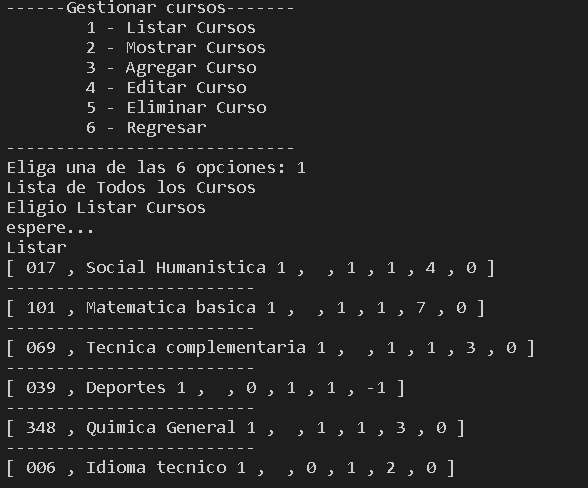 ------Gestionar cursos-------
1 - Listar Cursos
2 - Mostrar Cursos
3 - Agregar Curso
4 - Editar Curso
5 - Eliminar Curso
6 - Regresar
-----------------------------
Eliga una de las 6 opciones: 1
Lista de Todos los Cursos
Eligio Listar Cursos
espere...
Listar
[ 017 , Social Humanistica 1 ,  , 1 , 1 , 4 , 0 ]
-------------------------
[ 101 , Matematica basica 1 ,  , 1 , 1 , 7 , 0 ]
-------------------------
[ 069 , Tecnica complementaria 1 ,  , 1 , 1 , 3 , 0 ]
-------------------------
[ 039 , Deportes 1 ,  , 0 , 1 , 1 , -1 ]
-------------------------
[ 348 , Quimica General 1 ,  , 1 , 1 , 3 , 0 ]
-------------------------
[ 006 , Idioma tecnico 1 ,  , 0 , 1 , 2 , 0 ]